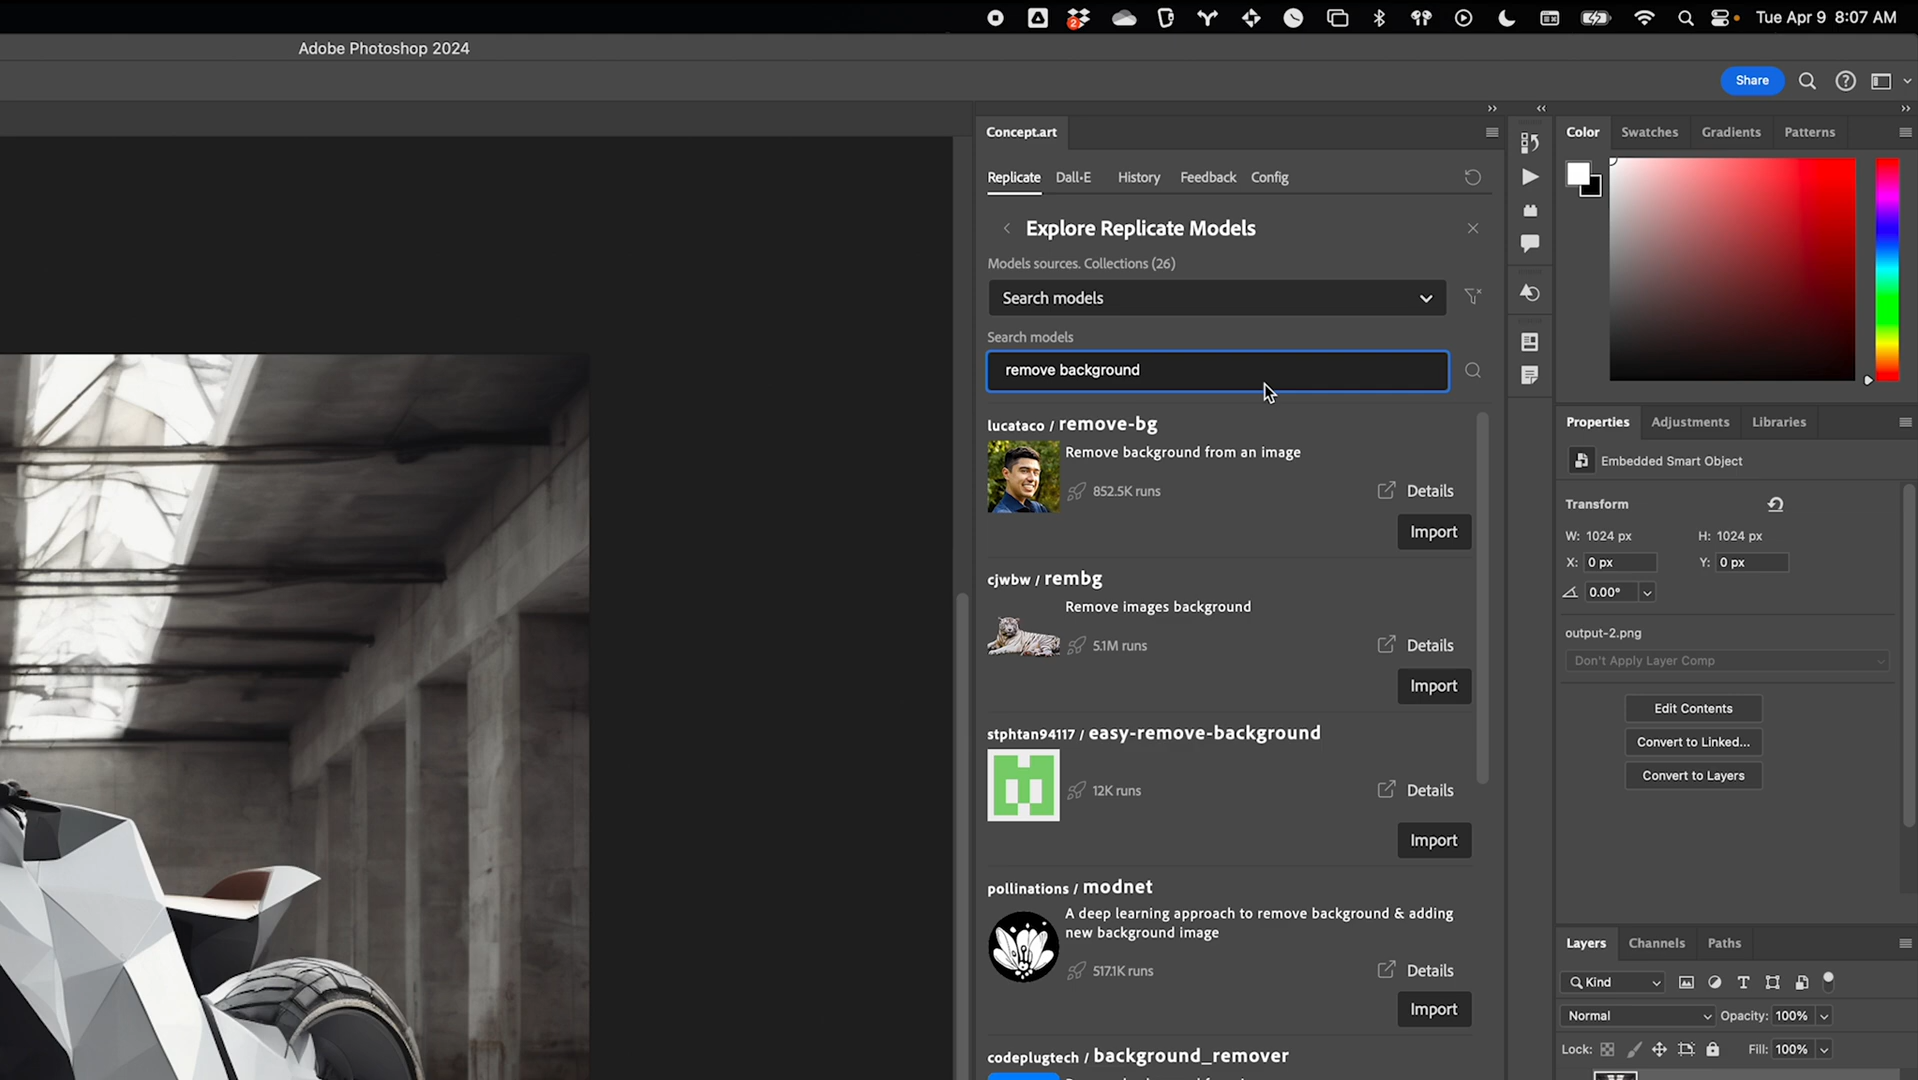 2
Tue Apr 9 8:07 AM
Adobe Photoshop 2024
Share
Concept.art
Replicate Dall·E History Feedback Config
Explore Replicate Models
Models sources. Collections (26)
Search models
Search models
remove background
lucataco / remove-bg
Remove background from an image
852.5K runs Details
Import
cjwbw / rembg
Remove images background
5.1M runs Details
Import
stphtan94117 / easy-remove-background
12K runs Details
Import
pollinations / modnet
A deep learning approach to remove background & adding
new background image
517.1K runs Details
Import
codeplugtech / background_remover
Color Swatches Gradients Patterns
Properties Adjustments Libraries
Embedded Smart Object
Transform
W: 1024 px H: 1024 px
X: 0 px Y: 0 px
0.00°
output-2.png
Don't Apply Layer Comp
Edit Contents
Convert to Linked...
Convert to Layers
Layers Channels Paths
Kind
Normal Opacity: 100%
Lock: Fill: 100%